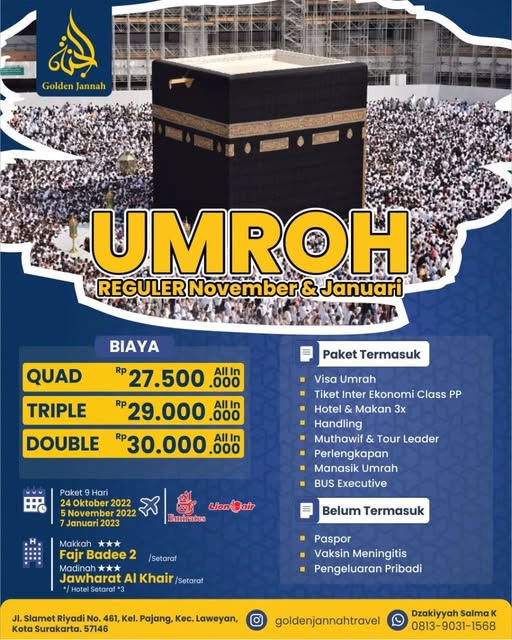 الجنة
Golden Jannah
UMROH
REGULER November & Januari
BIAYA
QUAD Rp 27.500.000 All In
TRIPLE Rp 29.000.000 All In
DOUBLE Rp 30.000.000 All In
Paket 9 Hari
24 Oktober 2022
5 November 2022
7 Januari 2023
Emirates
Lion air
Makkah ★★★
Fajr Badee 2 /Setaraf
Madinah ★★★
Jawharat Al Khair /Setaraf
*/ Hotel Setaraf *3
Paket Termasuk
Visa Umrah
Tiket Inter Ekonomi Class PP
Hotel & Makan 3x
Handling
Muthawif & Tour Leader
Perlengkapan
Manasik Umrah
BUS Executive
Belum Termasuk
Paspor
Vaksin Meningitis
Pengeluaran Pribadi
Jl. Slamet Riyadi No. 461, Kel. Pajang, Kec. Laweyan,
Kota Surakarta. 57146
goldenjannahtravel
Dzakiyyah Salma K
0813-9031-1568